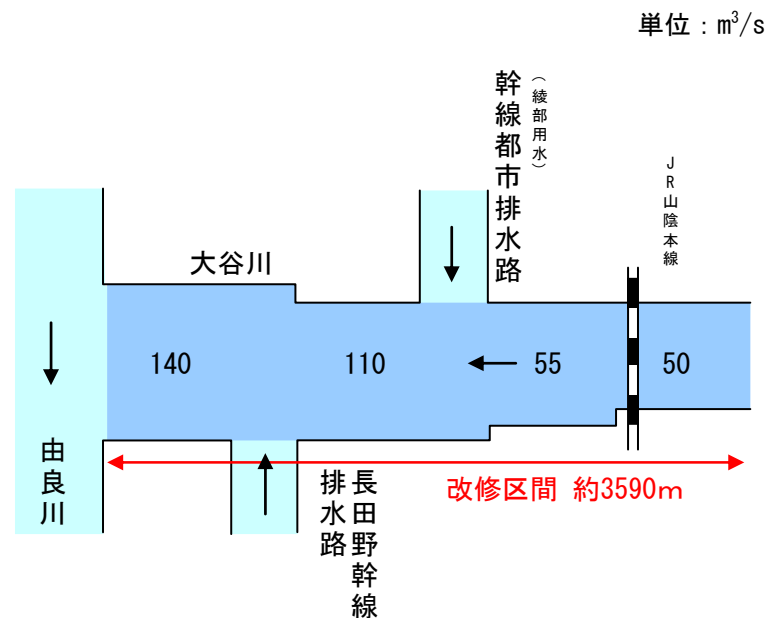 単位：m³/s
幹線都市排水路
（綾部用水）
JR山陰本線
大谷川
140
110
55
50
由良川
改修区間 約3590m
長田野幹線
排水路